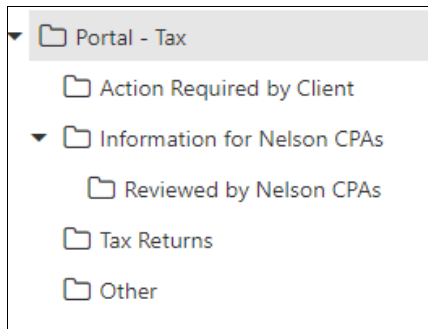 Portal - Tax
Action Required by Client
Information for Nelson CPAs
Reviewed by Nelson CPAs
Tax Returns
Other